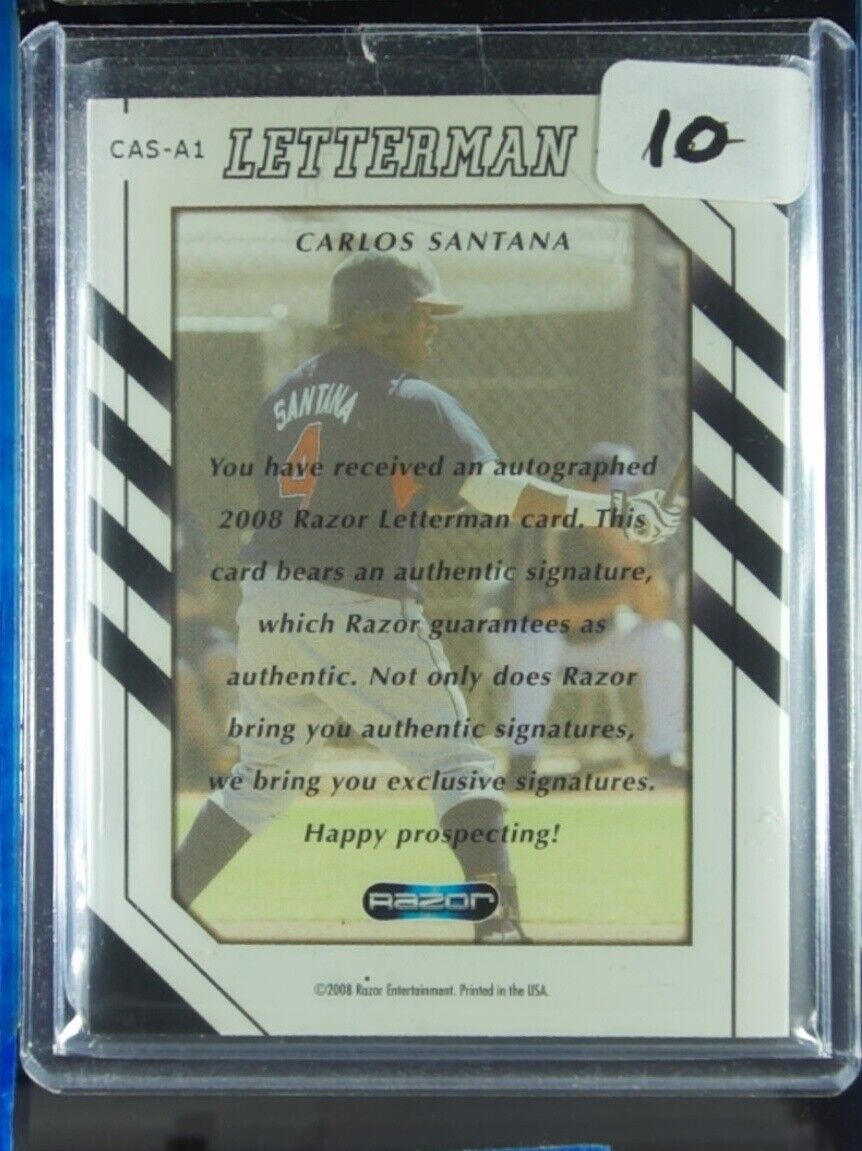 10
CAS-A1 LETTERMAN
CARLOS SANTANA
SANTANA
4
You have received an autographed
2008 Razor Letterman card. This
card bears an authentic signature,
which Razor guarantees as
authentic. Not only does Razor
bring you authentic signatures,
we bring you exclusive signatures.
Happy prospecting!
RAZOR
©2008 Razor Entertainment. Printed in the USA.